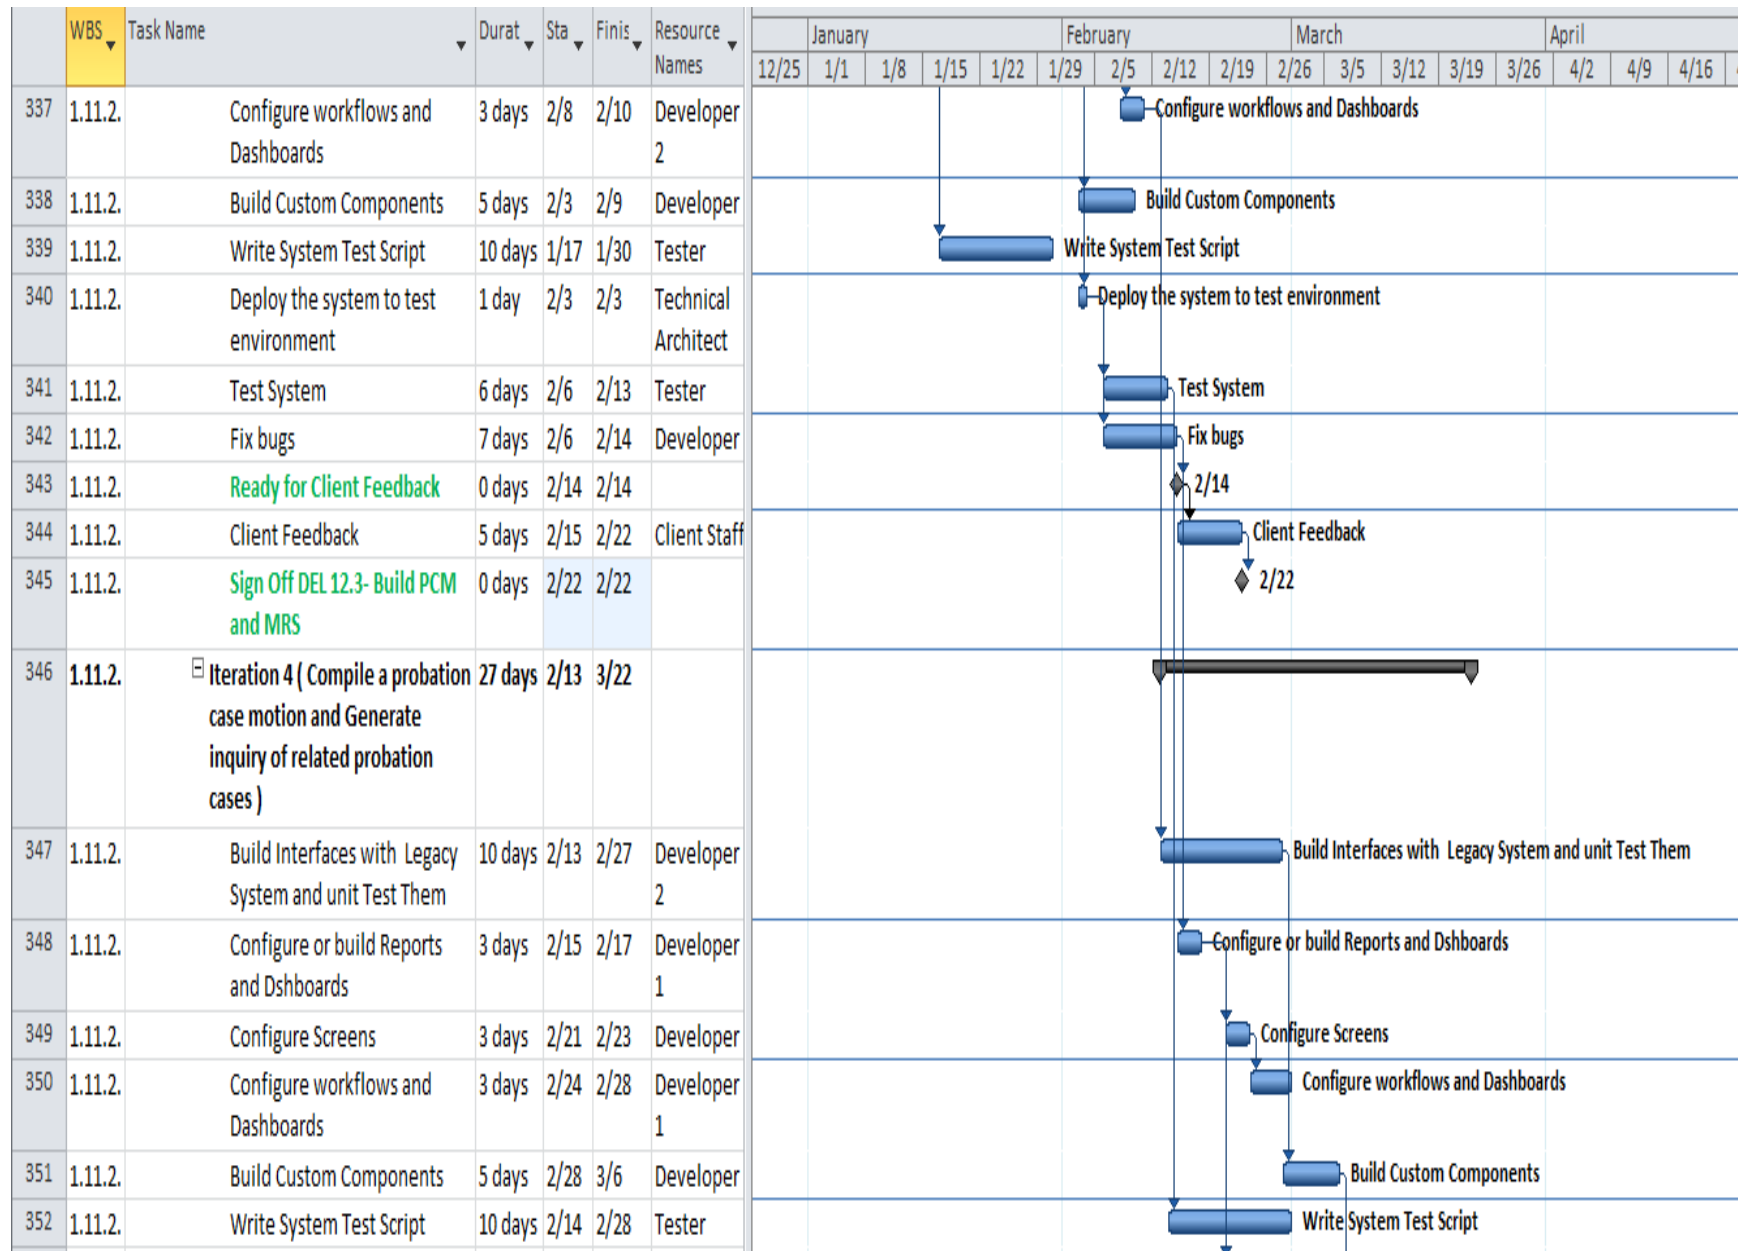 WBS Task Name Durat Sta Finis Resource Names
January February March April
12/25 1/1 1/8 1/15 1/22 1/29 2/5 2/12 2/19 2/26 3/5 3/12 3/19 3/26 4/2 4/9 4/16
337 1.11.2. Configure workflows and 3 days 2/8 2/10 Developer
Dashboards 2
Configure workflows and Dashboards
338 1.11.2. Build Custom Components 5 days 2/3 2/9 Developer
Build Custom Components
339 1.11.2. Write System Test Script 10 days 1/17 1/30 Tester
Write System Test Script
340 1.11.2. Deploy the system to test 1 day 2/3 2/3 Technical
environment Architect
Deploy the system to test environment
341 1.11.2. Test System 6 days 2/6 2/13 Tester
Test System
342 1.11.2. Fix bugs 7 days 2/6 2/14 Developer
Fix bugs
343 1.11.2. Ready for Client Feedback 0 days 2/14 2/14
2/14
344 1.11.2. Client Feedback 5 days 2/15 2/22 Client Staff
Client Feedback
345 1.11.2. Sign Off DEL 12.3- Build PCM 0 days 2/22 2/22
and MRS
2/22
346 1.11.2. Iteration 4 ( Compile a probation 27 days 2/13 3/22
case motion and Generate
inquiry of related probation
cases )
347 1.11.2. Build Interfaces with Legacy 10 days 2/13 2/27 Developer
System and unit Test Them 2
Build Interfaces with Legacy System and unit Test Them
348 1.11.2. Configure or build Reports 3 days 2/15 2/17 Developer
and Dshboards 1
Configure or build Reports and Dshboards
349 1.11.2. Configure Screens 3 days 2/21 2/23 Developer
Configure Screens
350 1.11.2. Configure workflows and 3 days 2/24 2/28 Developer
Dashboards 1
Configure workflows and Dashboards
351 1.11.2. Build Custom Components 5 days 2/28 3/6 Developer
Build Custom Components
352 1.11.2. Write System Test Script 10 days 2/14 2/28 Tester
Write System Test Script